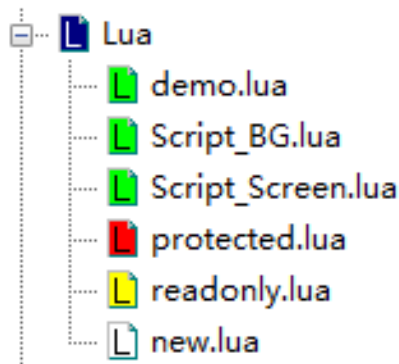 Lua
demo.lua
Script_BG.lua
Script_Screen.lua
protected.lua
readonly.lua
new.lua